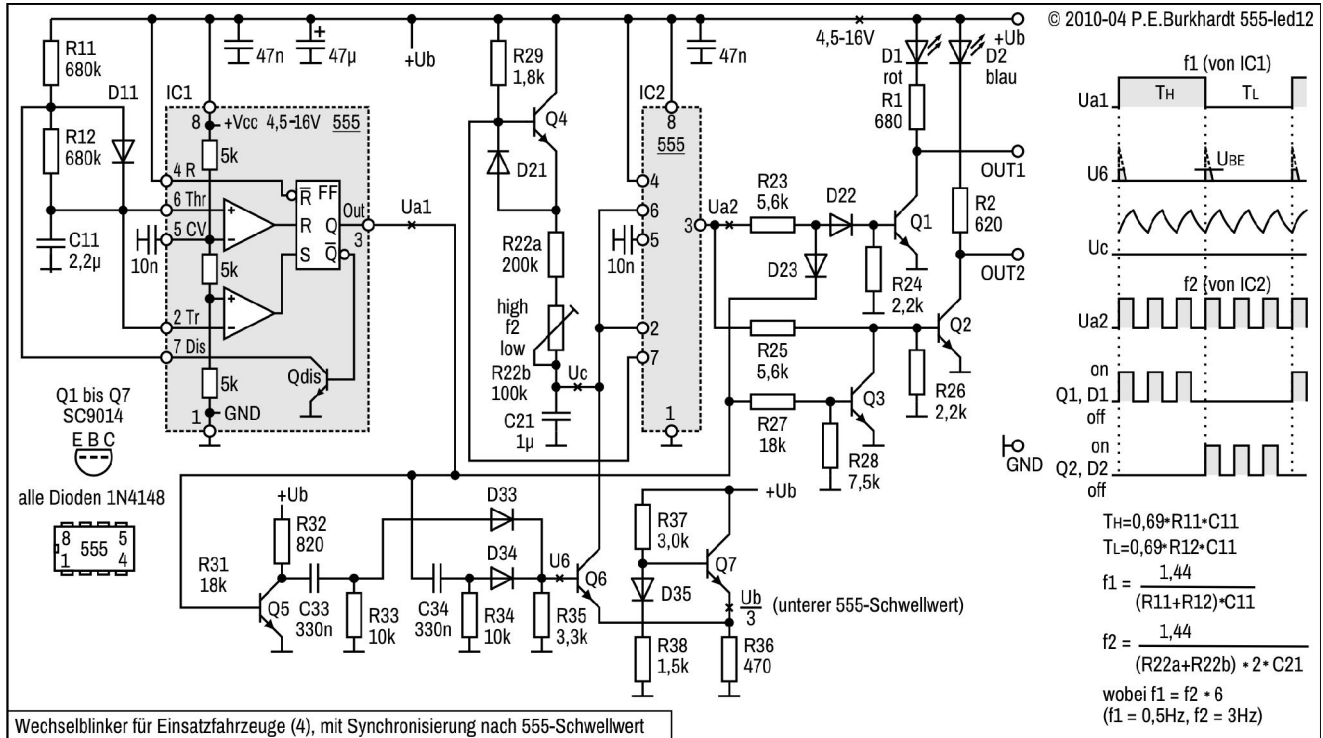 © 2010-04 P.E.Burkhardt 555-led12
R11
680k
D11
R12
680k
C11
2,2µ
10n
IC1
8 +Vcc 4,5-16V 555
5k
4 R
6 Thr
5 CV
5k
2 Tr
7 Dis
5k
1 GND
R FF
R Q
S Q
Out
3
Qdis
Ua1
47n
+
47µ
+Ub
R29
1,8k
Q4
D21
R22a
200k
high
f2
low
R22b
100k
Uc
C21
1µ
47n
IC2
8
555
4
6
5
10n
2
7
1
3
Ua2
4,5-16V
+Ub
D1
rot
D2
blau
R1
680
OUT1
R2
620
OUT2
R23
5,6k
D22
Q1
D23
R24
2,2k
R25
5,6k
Q2
R26
2,2k
Q3
R27
18k
R28
7,5k
GND
Q1 bis Q7
SC9014
E B C
alle Dioden 1N4148
8 5
555
1 4
+Ub
R32
820
R31
18k
Q5
C33
330n
R33
10k
D33
D34
C34
330n
R34
10k
U6
R35
3,3k
Q6
R37
3,0k
+Ub
Q7
D35
Ub
3
(unterer 555-Schwellwert)
R38
1,5k
R36
470
f1 (von IC1)
Ua1
TH TL
U6
UBE
Uc
f2 (von IC2)
Ua2
on
Q1, D1
off
on
Q2, D2
off
TH=0,69*R11*C11
TL=0,69*R12*C11
f1 = 1,44
(R11+R12)*C11
f2 = 1,44
(R22a+R22b) * 2 * C21
wobei f1 = f2 * 6
(f1 = 0,5Hz, f2 = 3Hz)
Wechselblinker für Einsatzfahrzeuge (4), mit Synchronisierung nach 555-Schwellwert